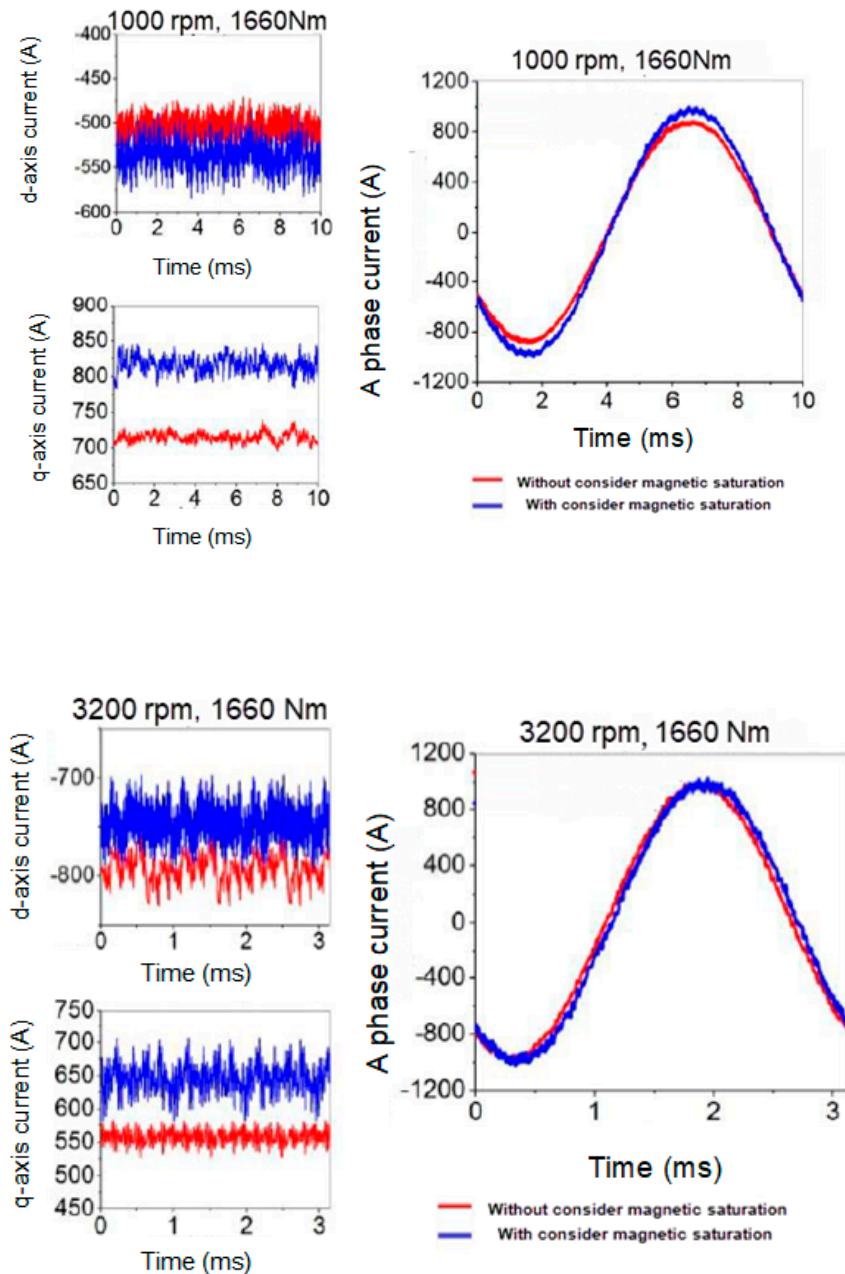 1000 rpm, 1660Nm
d-axis current (A)
-400
-450
-500
-550
-600
0 2 4 6 8 10
Time (ms)
q-axis current (A)
900
850
800
750
700
650
0 2 4 6 8 10
Time (ms)
1000 rpm, 1660Nm
A phase current (A)
1200
800
400
0
-400
-800
-1200
0 2 4 6 8 10
Time (ms)
Without consider magnetic saturation
With consider magnetic saturation
3200 rpm, 1660 Nm
d-axis current (A)
-700
-800
0 1 2 3
Time (ms)
q-axis current (A)
750
700
650
600
550
450
0 1 2 3
Time (ms)
3200 rpm, 1660 Nm
A phase current (A)
1200
800
400
0
-400
-800
-1200
0 1 2 3
Time (ms)
Without consider magnetic saturation
With consider magnetic saturation